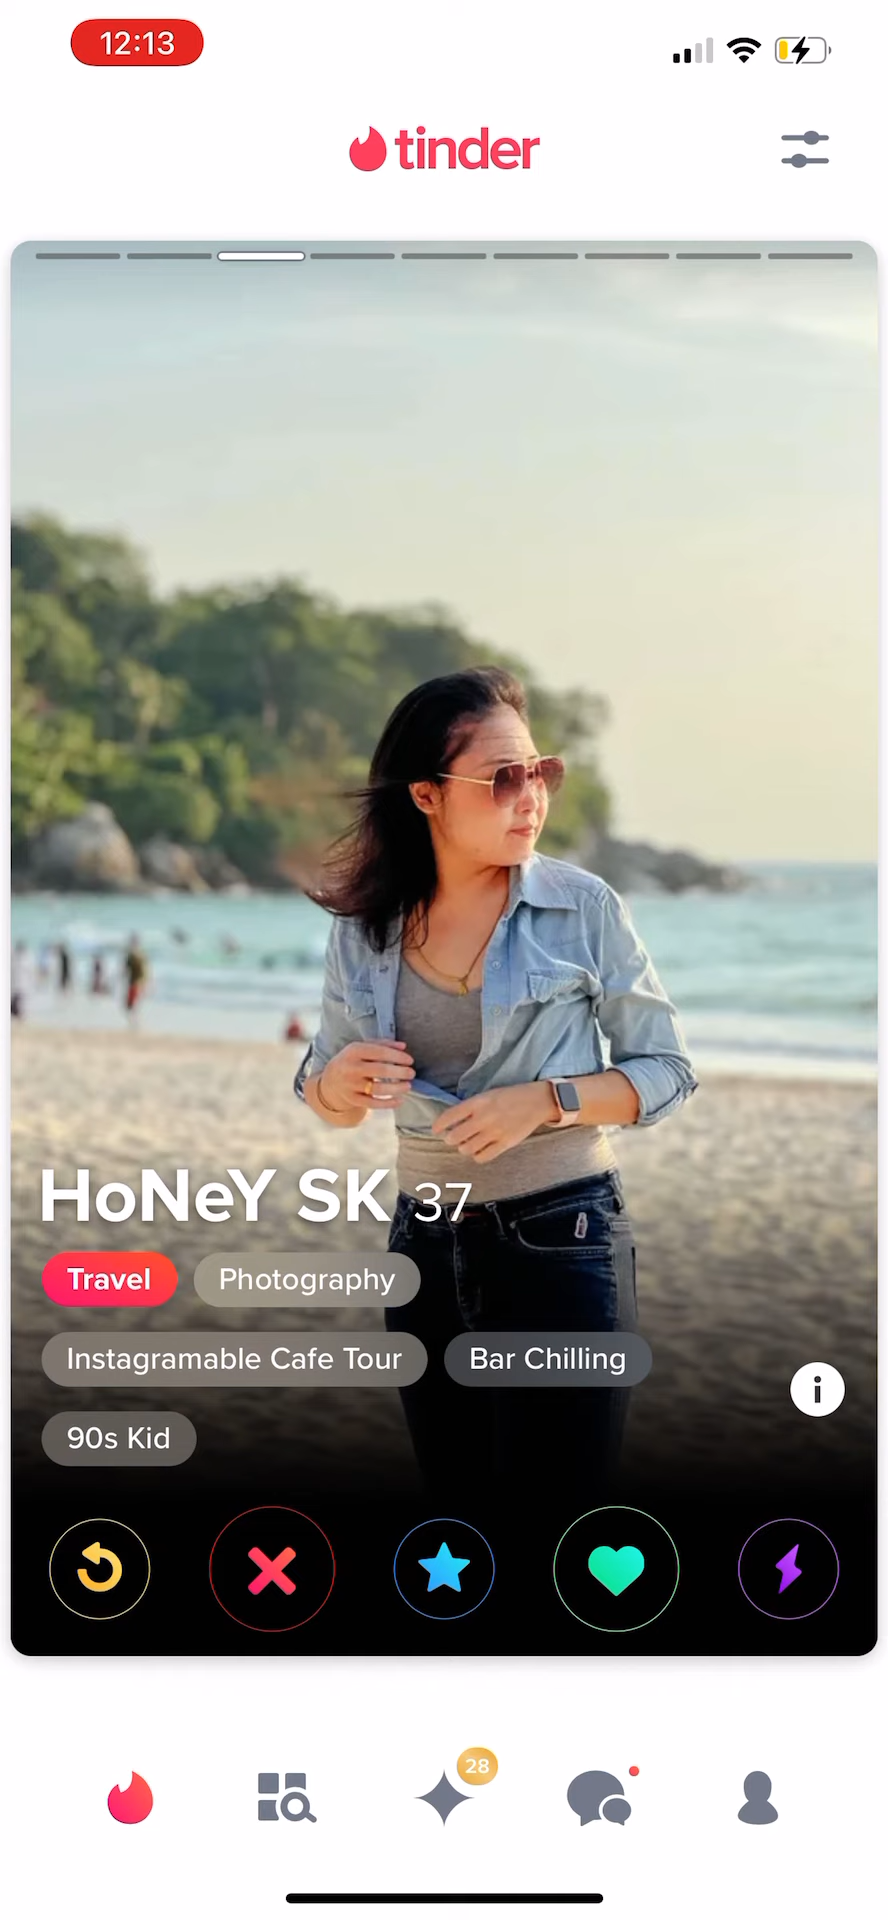 12:13
tinder
HoNeY SK 37
Travel Photography
Instagramable Cafe Tour Bar Chilling
90s Kid
28